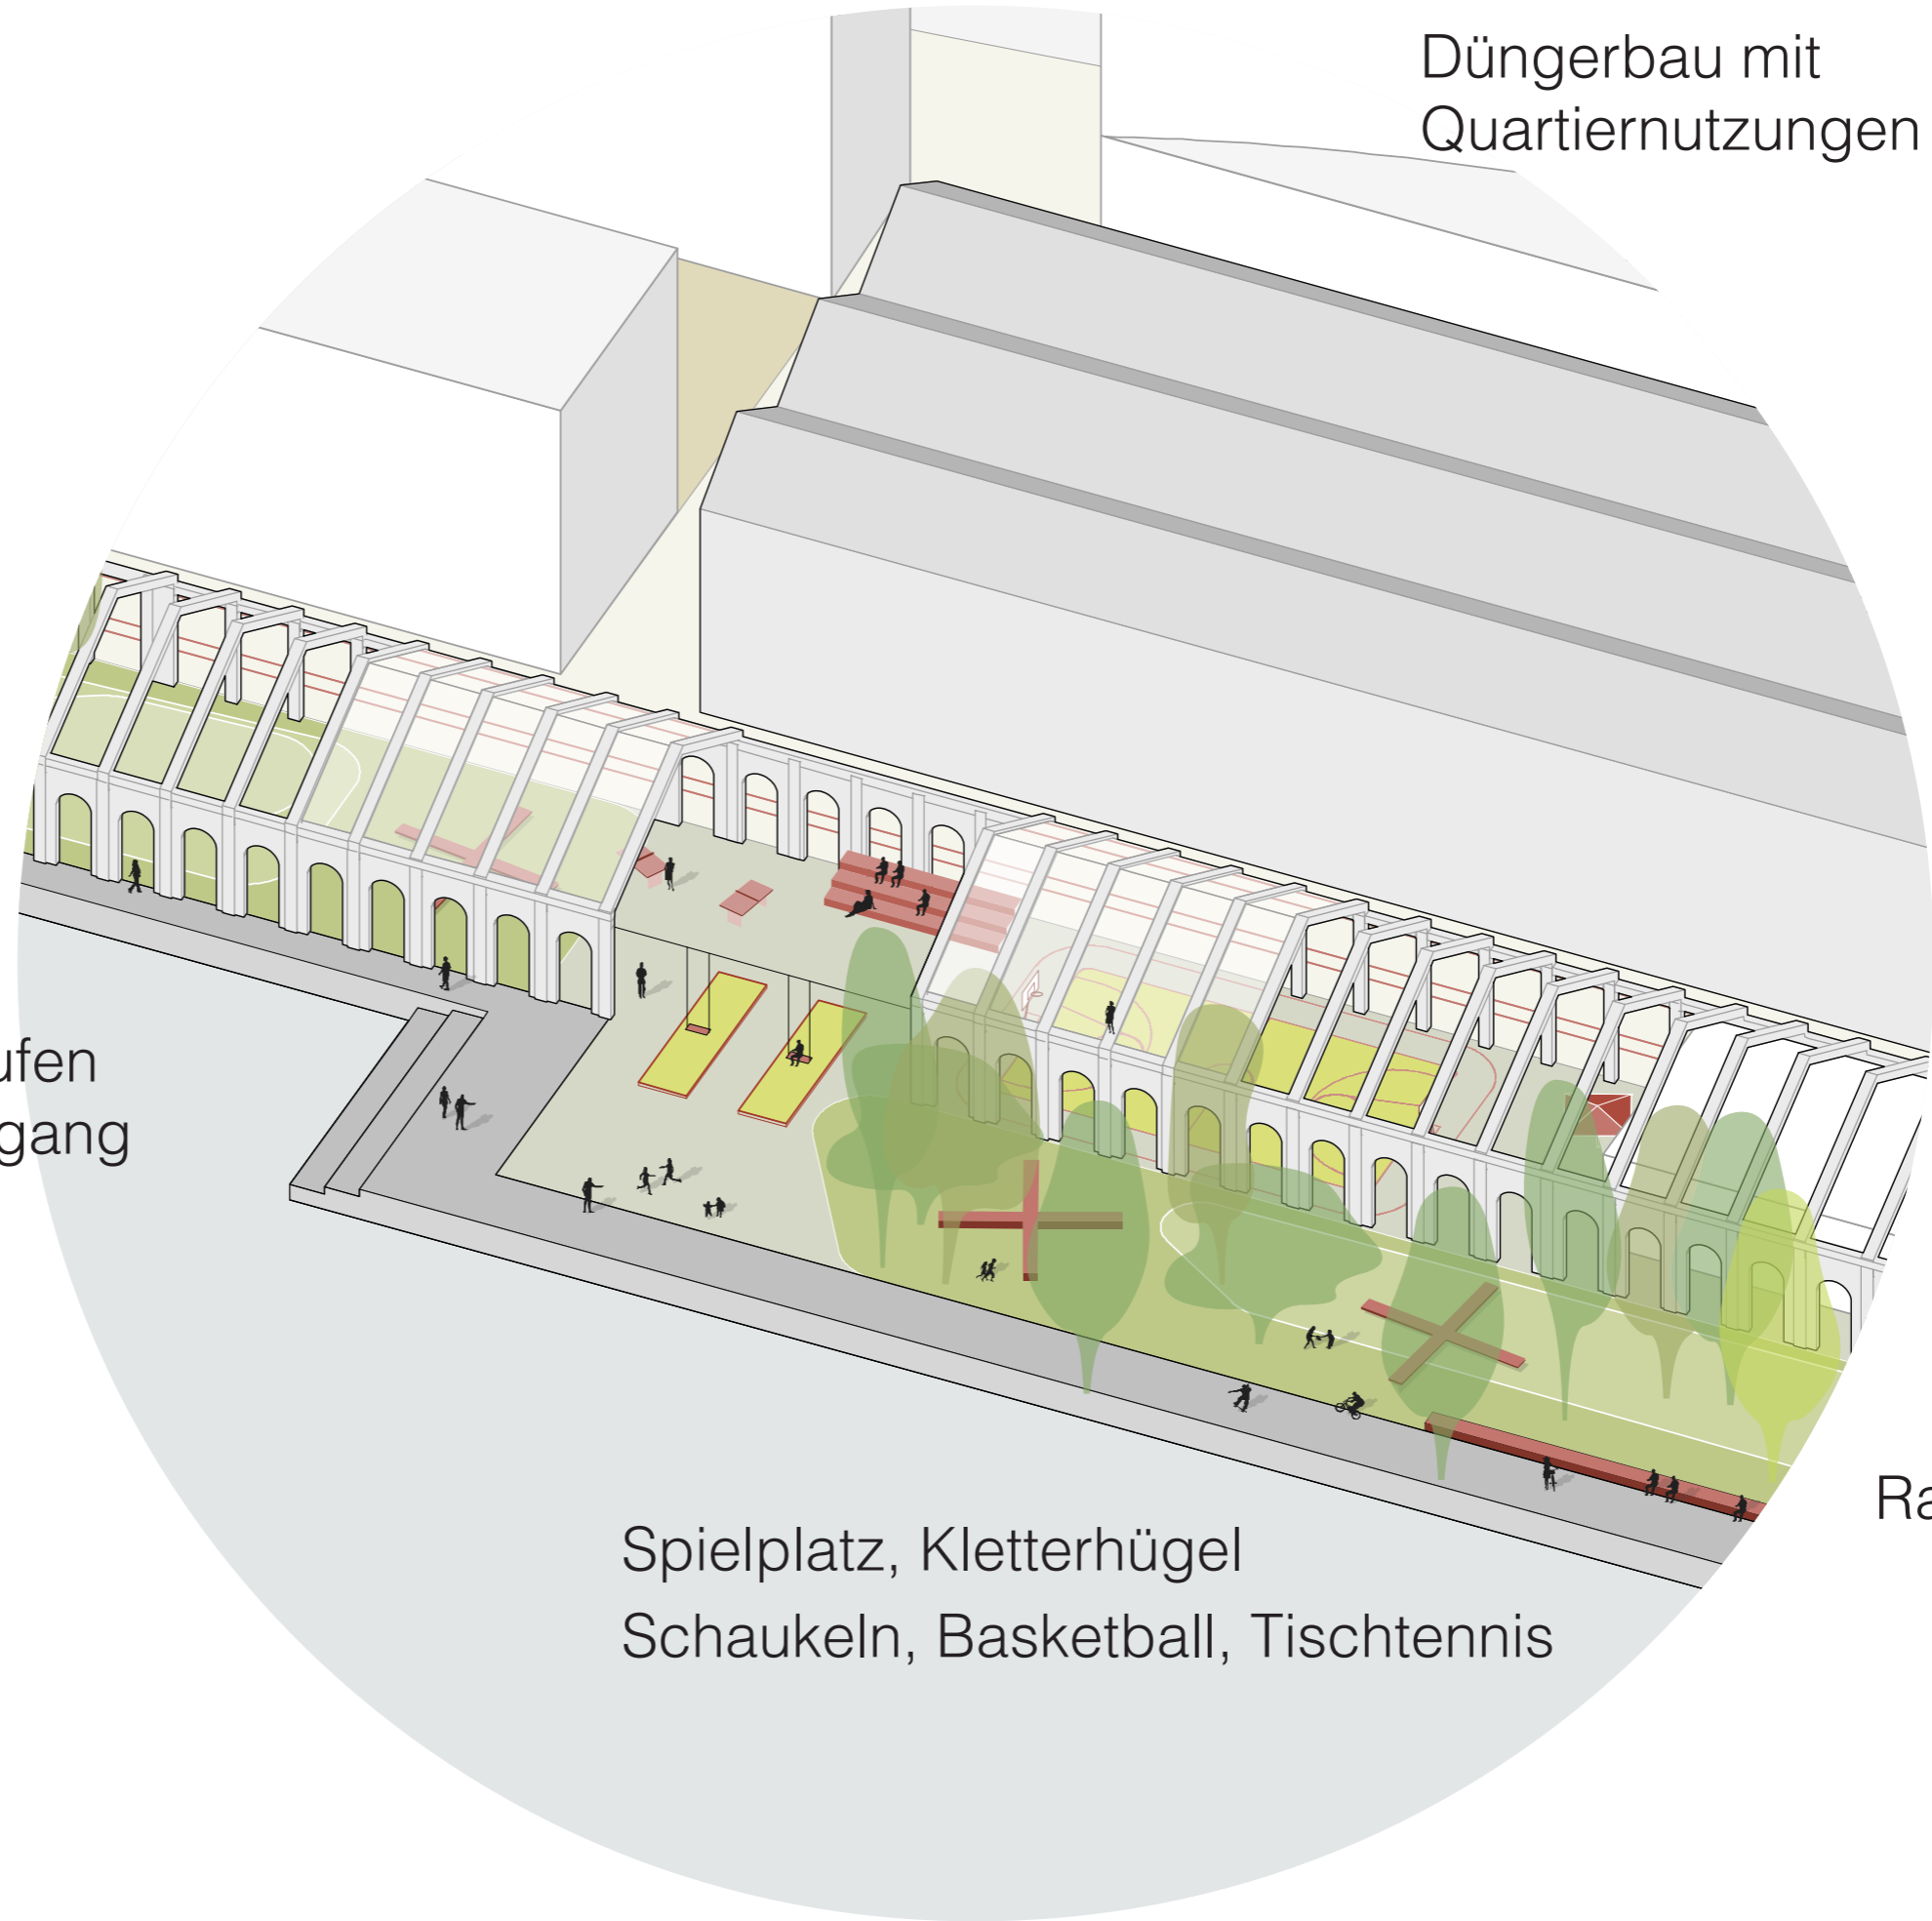 Düngerbau mit
Quartiernutzungen
ufen
gang
Ra
Spielplatz, Kletterhügel
Schaukeln, Basketball, Tischtennis